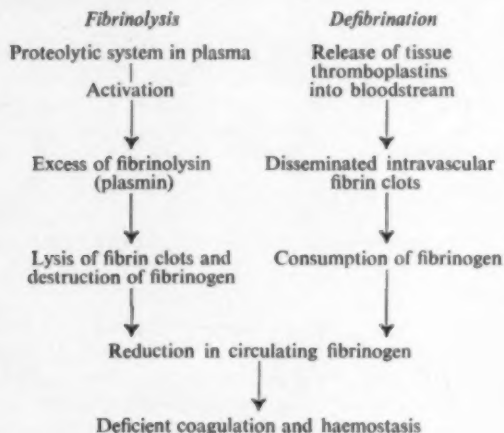 Fibrinolysis
Proteolytic system in plasma
Activation
Excess of fibrinolysin
(plasmin)
Lysis of fibrin clots and
destruction of fibrinogen
Defibrination
Release of tissue
thromboplastins
into bloodstream
Disseminated intravascular
fibrin clots
Consumption of fibrinogen
Reduction in circulating fibrinogen
Deficient coagulation and haemostasis